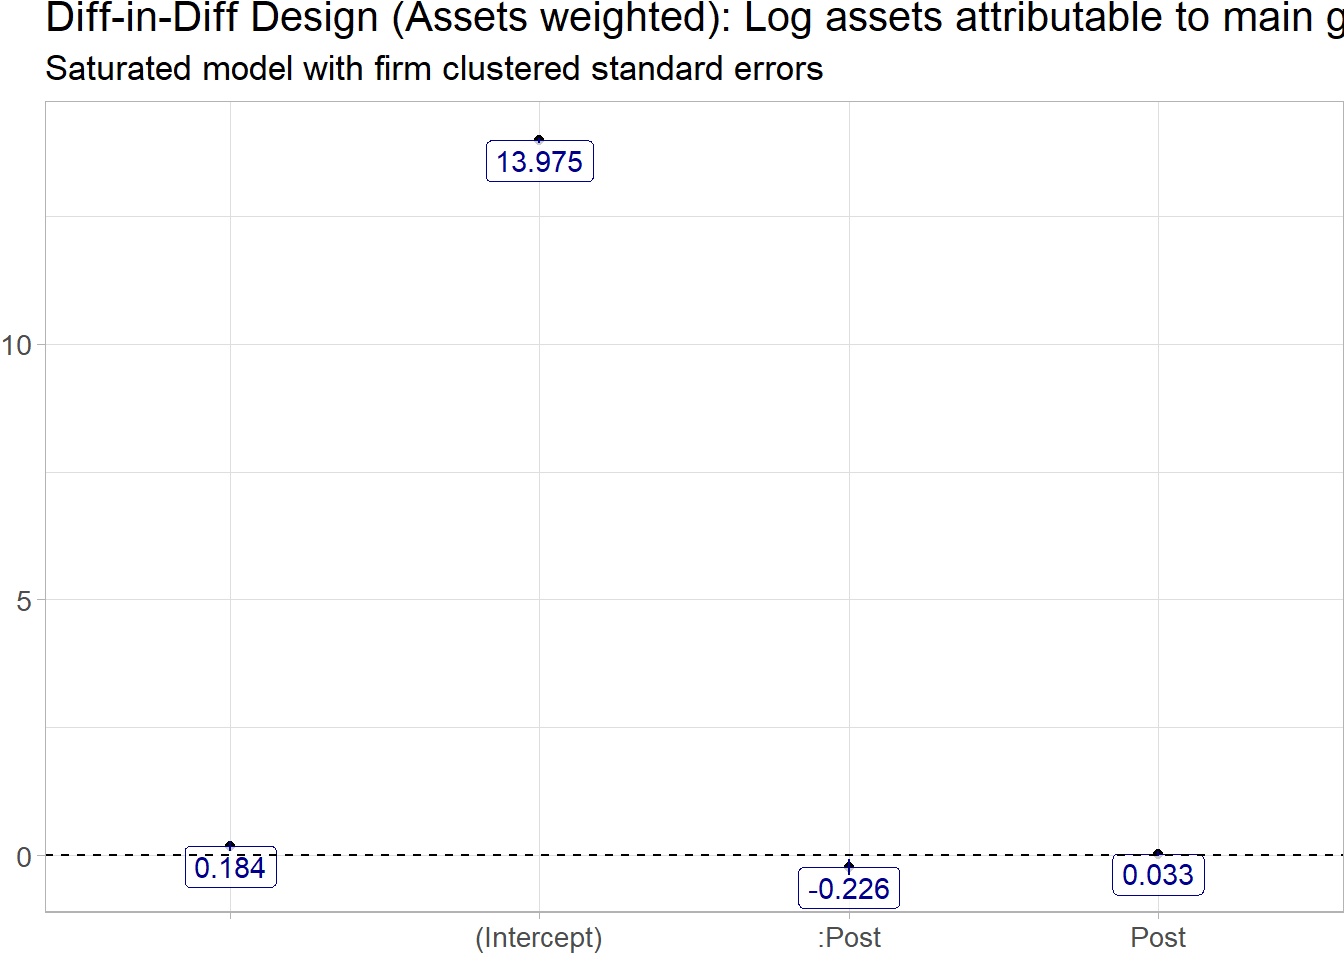 Diff-in-Diff Design (Assets weighted): Log assets attributable to main
Saturated model with firm clustered standard errors
13.975
10
5
0
0.184
-0.226
0.033
(Intercept)
:Post
Post